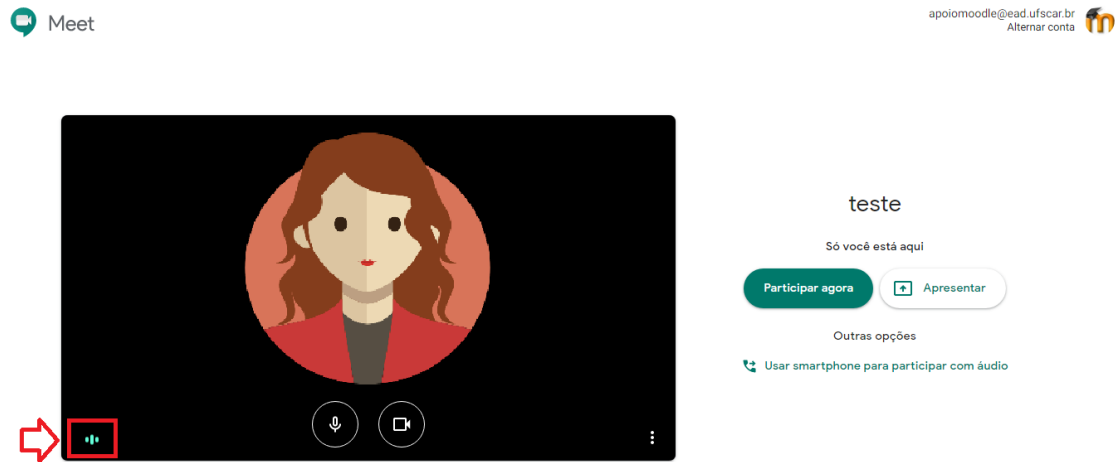 Meet
apoiomoodle@ead.ufscar.br
Alternar conta
teste
Só você está aqui
Participar agora
Apresentar
Outras opções
Usar smartphone para participar com áudio